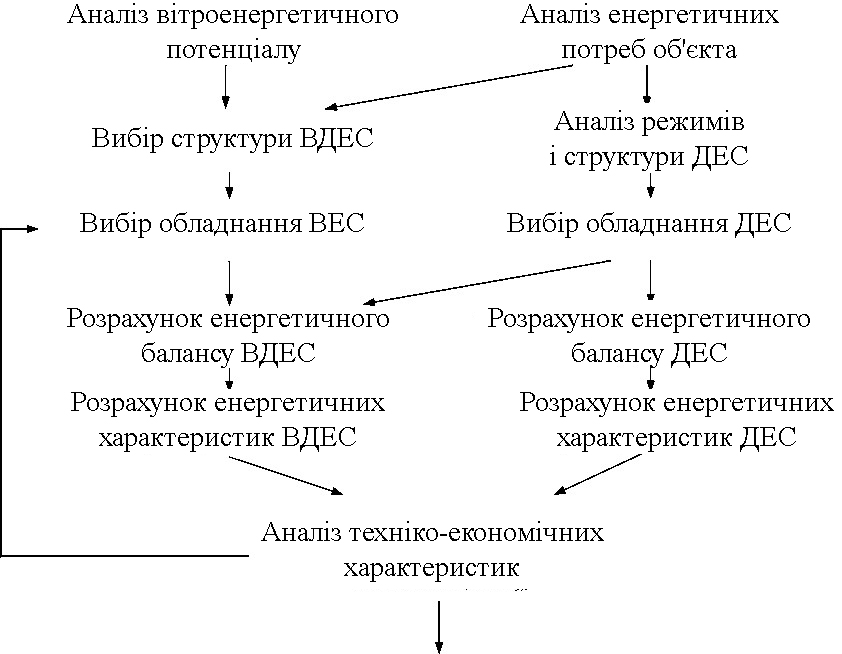 Аналіз вітроенергетичного
потенціалу
Аналіз енергетичних
потреб об'єкта
Вибір структури ВДЕС
Аналіз режимів
і структури ДЕС
Вибір обладнання ВЕС
Вибір обладнання ДЕС
Розрахунок енергетичного
балансу ВДЕС
Розрахунок енергетичного
балансу ДЕС
Розрахунок енергетичних
характеристик ВДЕС
Розрахунок енергетичних
характеристик ДЕС
Аналіз техніко-економічних
характеристик